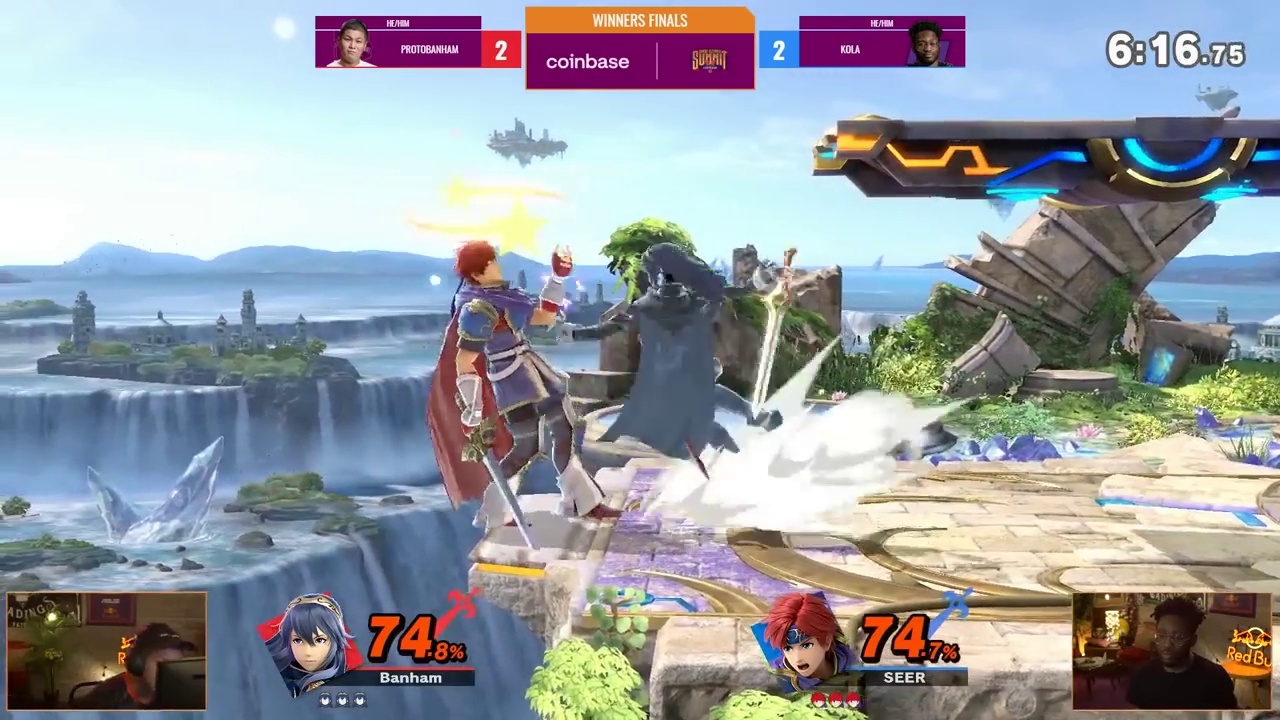 HE/HIM
PROTOBANHAM
2
WINNERS FINALS
coinbase
SUMMIT
2
HE/HIM
KOLA
6:16.75
74.8%
Banham
74.7%
SEER
Red Bu